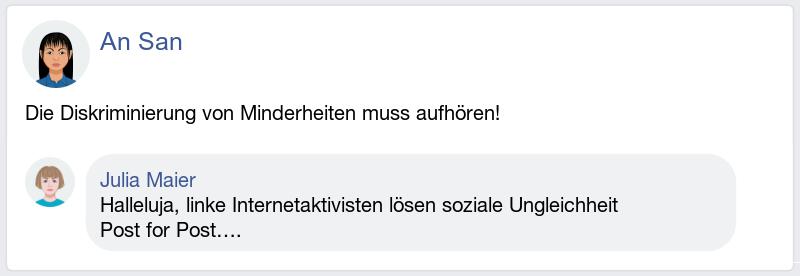 An San
Die Diskriminierung von Minderheiten muss aufhören!
Julia Maier
Halleluja, linke Internetaktivisten lösen soziale Ungleichheit
Post for Post....